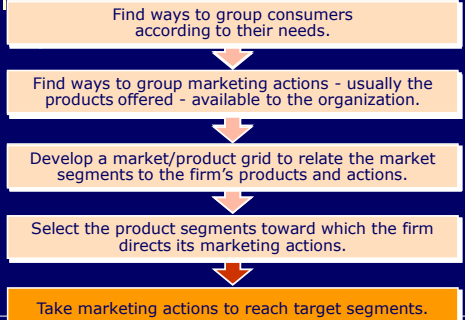 Find ways to group consumers
according to their needs.
Find ways to group marketing actions - usually the
products offered - available to the organization.
Develop a market/product grid to relate the market
segments to the firm's products and actions.
Select the product segments toward which the firm
directs its marketing actions.
Take marketing actions to reach target segments.